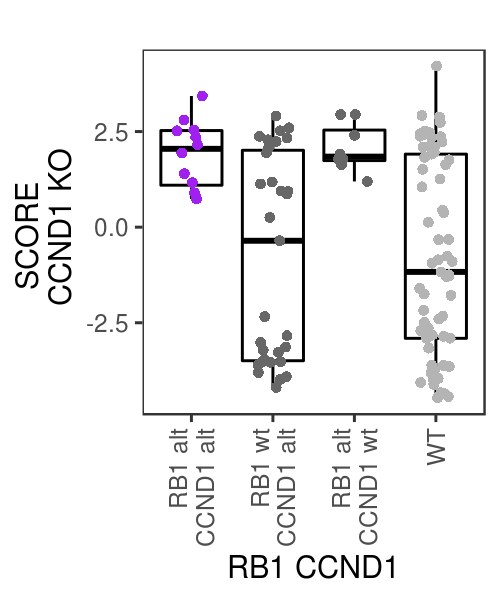 SCORE
CCND1 KO
2.5
0.0
-2.5
RB1 alt
CCND1 alt
RB1 wt
CCND1 alt
RB1 alt
CCND1 wt
WT
RB1 CCND1